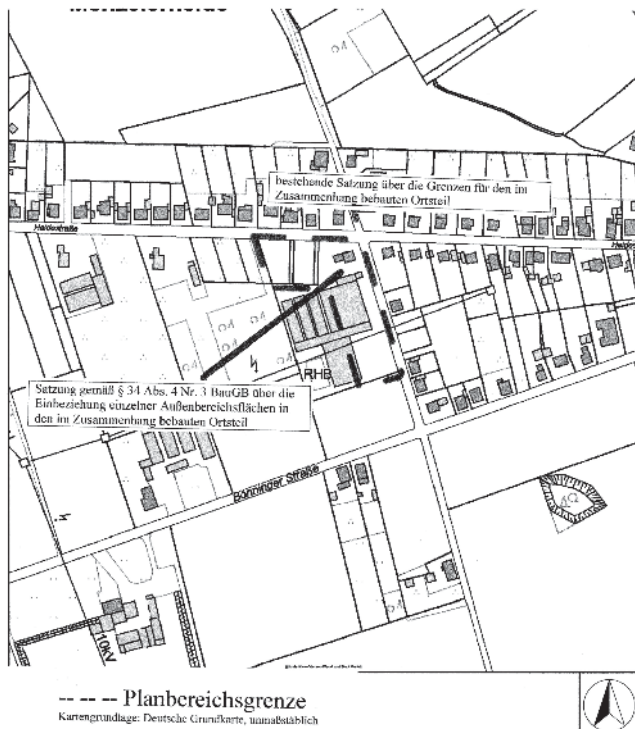 bestehende Satzung über die Grenzen für den im
Zusammenhang bebauten Ortsteil
Heidestraße
RHB
Satzung gemäß § 34 Abs. 4 Nr. 3 BauGB über die
Einbeziehung einzelner Außenbereichsflächen in
den im Zusammenhang bebauten Ortsteil
Bönninger Straße
10kV
-- -- -- Planbereichsgrenze
Kartengrundlage: Deutsche Grundkarte, unmaßstäblich